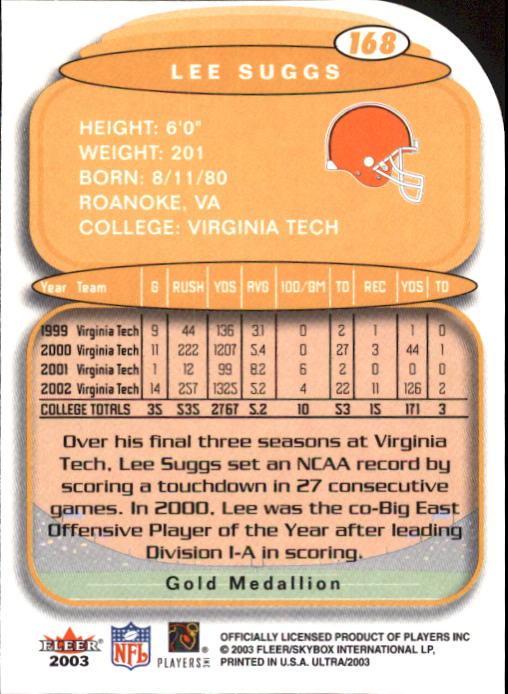 168
LEE SUGGS
HEIGHT: 6'0"
WEIGHT: 201
BORN: 8/11/80
ROANOKE, VA
COLLEGE: VIRGINIA TECH
Year Team G RUSH YDS AVG 100/GM TD REC YDS TD
1999 Virginia Tech 9 44 136 3.1 0 2 1 1 0
2000 Virginia Tech 11 222 1207 5.4 0 27 3 44 1
2001 Virginia Tech 1 12 99 8.2 6 2 0 0 0
2002 Virginia Tech 14 257 1325 5.2 4 22 11 126 2
COLLEGE TOTALS 35 535 2767 5.2 10 53 15 171 3
Over his final three seasons at Virginia
Tech, Lee Suggs set an NCAA record by
scoring a touchdown in 27 consecutive
games. In 2000, Lee was the co-Big East
Offensive Player of the Year after leading
Division I-A in scoring.
Gold Medallion
FLEER
2003
NFL
PLAYERS INC
OFFICIALLY LICENSED PRODUCT OF PLAYERS INC
© 2003 FLEER/SKYBOX INTERNATIONAL LP,
PRINTED IN U.S.A. ULTRA/2003